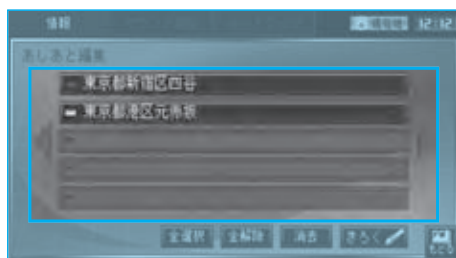 情報 12:12
あしあと編集
東京都新宿区四谷
東京都港区元赤坂
全選択 全解除 消去 きろく
もどる